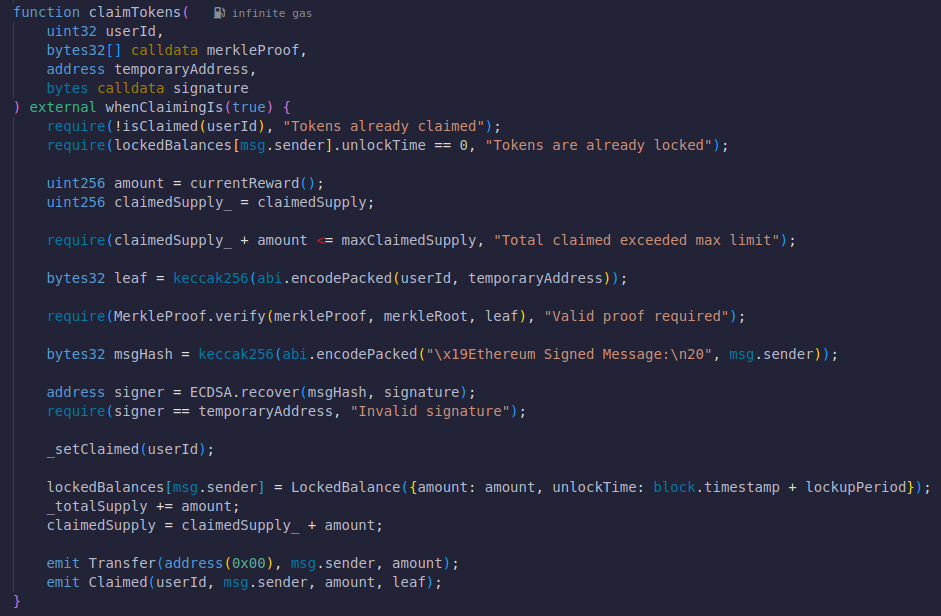 function claimTokens( infinite gas
uint32 userId,
bytes32[] calldata merkleProof,
address temporaryAddress,
bytes calldata signature
) external whenClaimingIs(true) {
require(!isClaimed(userId), "Tokens already claimed");
require(lockedBalances[msg.sender].unlockTime == 0, "Tokens are already locked");
uint256 amount = currentReward();
uint256 claimedSupply_ = claimedSupply;
require(claimedSupply_ + amount <= maxClaimedSupply, "Total claimed exceeded max limit");
bytes32 leaf = keccak256(abi.encodePacked(userId, temporaryAddress));
require(MerkleProof.verify(merkleProof, merkleRoot, leaf), "Valid proof required");
bytes32 msgHash = keccak256(abi.encodePacked("\x19Ethereum Signed Message:\n20", msg.sender));
address signer = ECDSA.recover(msgHash, signature);
require(signer == temporaryAddress, "Invalid signature");
_setClaimed(userId);
lockedBalances[msg.sender] = LockedBalance({amount: amount, unlockTime: block.timestamp + lockupPeriod});
_totalSupply += amount;
claimedSupply = claimedSupply_ + amount;
emit Transfer(address(0x00), msg.sender, amount);
emit Claimed(userId, msg.sender, amount, leaf);
}